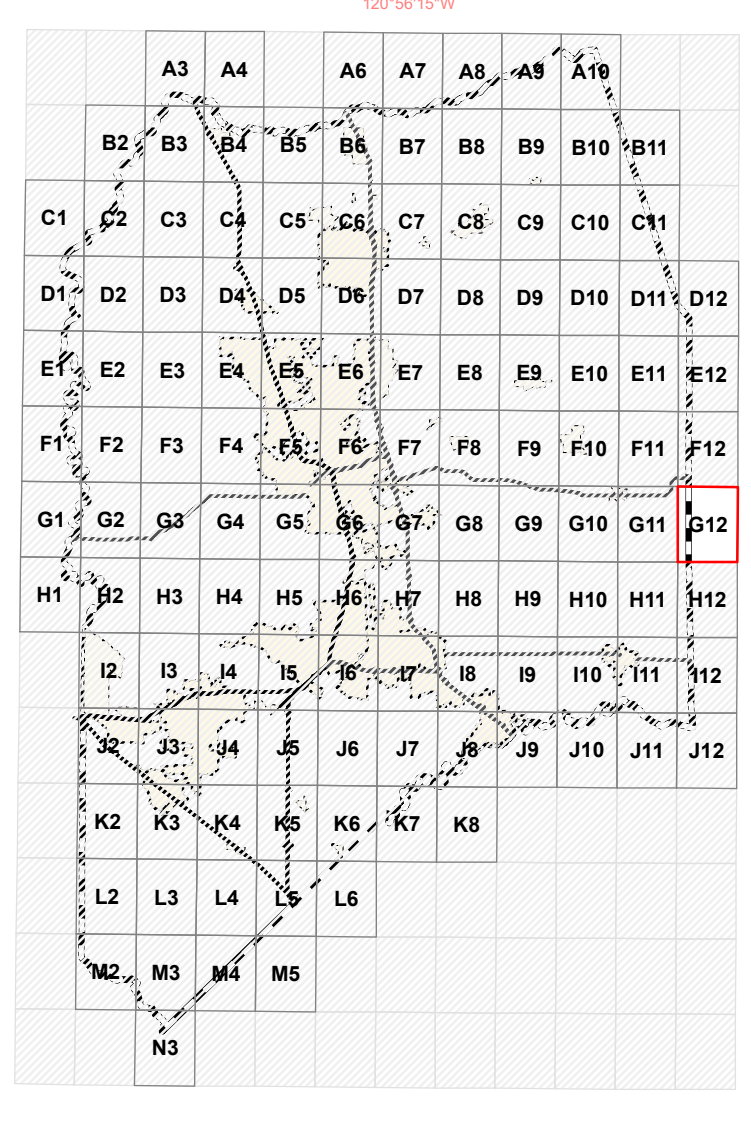 120°56'15"W
A3 A4 A6 A7 A8 A9 A10
B2 B3 B4 B5 B6 B7 B8 B9 B10 B11
C1 C2 C3 C4 C5 C6 C7 C8 C9 C10 C11
D1 D2 D3 D4 D5 D6 D7 D8 D9 D10 D11 D12
E1 E2 E3 E4 E5 E6 E7 E8 E9 E10 E11 E12
F1 F2 F3 F4 F5 F6 F7 F8 F9 F10 F11 F12
G1 G2 G3 G4 G5 G6 G7 G8 G9 G10 G11 G12
H1 H2 H3 H4 H5 H6 H7 H8 H9 H10 H11 H12
I2 I3 I4 I5 I6 I7 I8 I9 I10 I11 I12
J2 J3 J4 J5 J6 J7 J8 J9 J10 J11 J12
K2 K3 K4 K5 K6 K7 K8
L2 L3 L4 L5 L6
M2 M3 M4 M5
N3